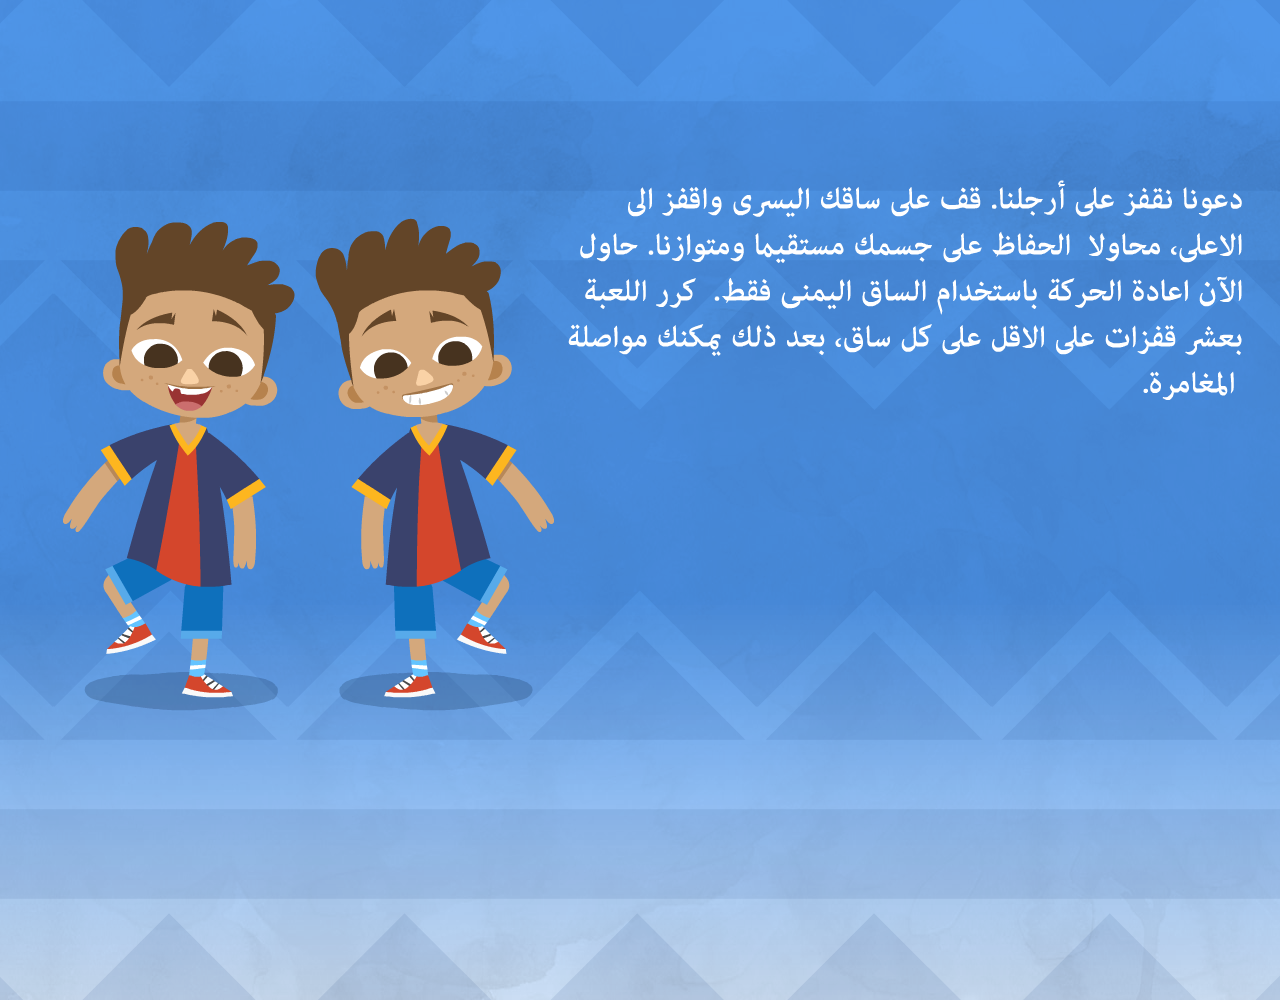 دعونا نقفز على أرجلنا. قف على ساقك اليسرى واقفز الى
الاعلى، محاولا الحفاظ على جسمك مستقيما ومتوازنا. حاول
الآن اعادة الحركة باستخدام الساق اليمنى فقط. كرر اللعبة
بعشر قفزات على الاقل على كل ساق، بعد ذلك يمكنك مواصلة
المغامرة.